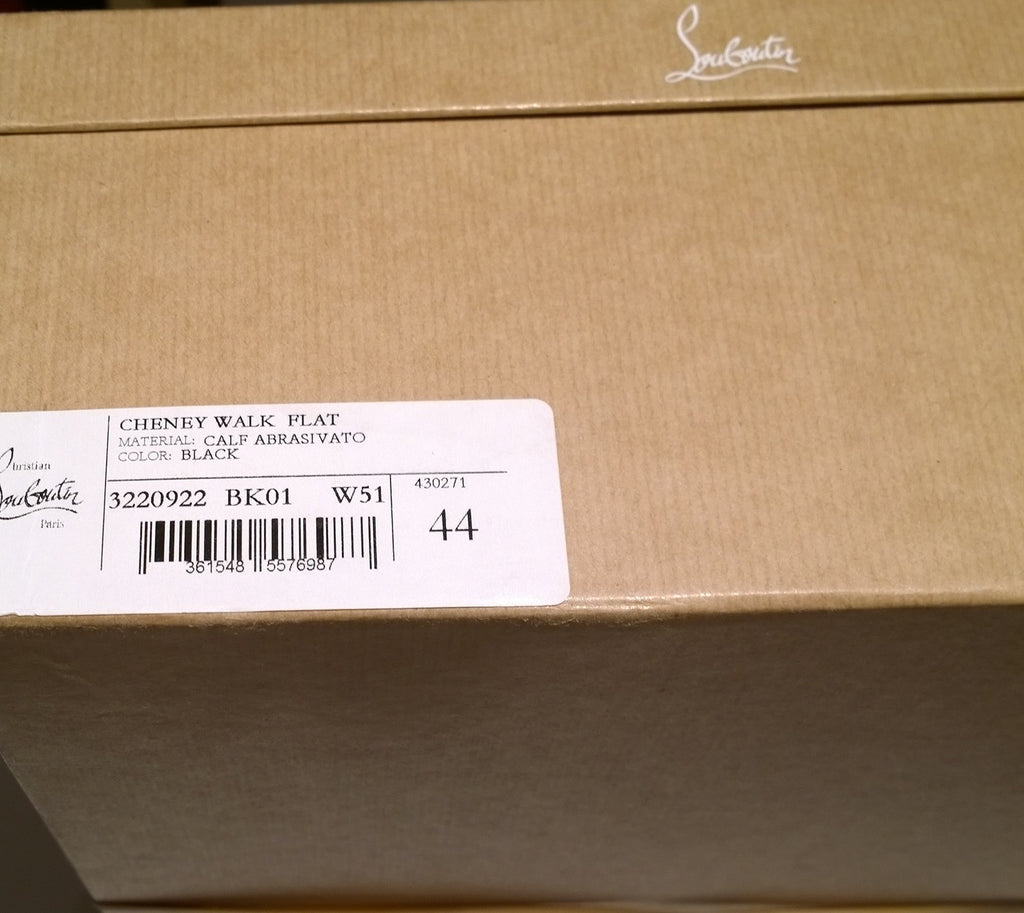 Louboutin
CHENEY WALK FLAT
MATERIAL: CALF ABRASIVATO
COLOR: BLACK
Christian
Louboutin
Paris
3220922 BK01 W51
430271
44
361548 5576987